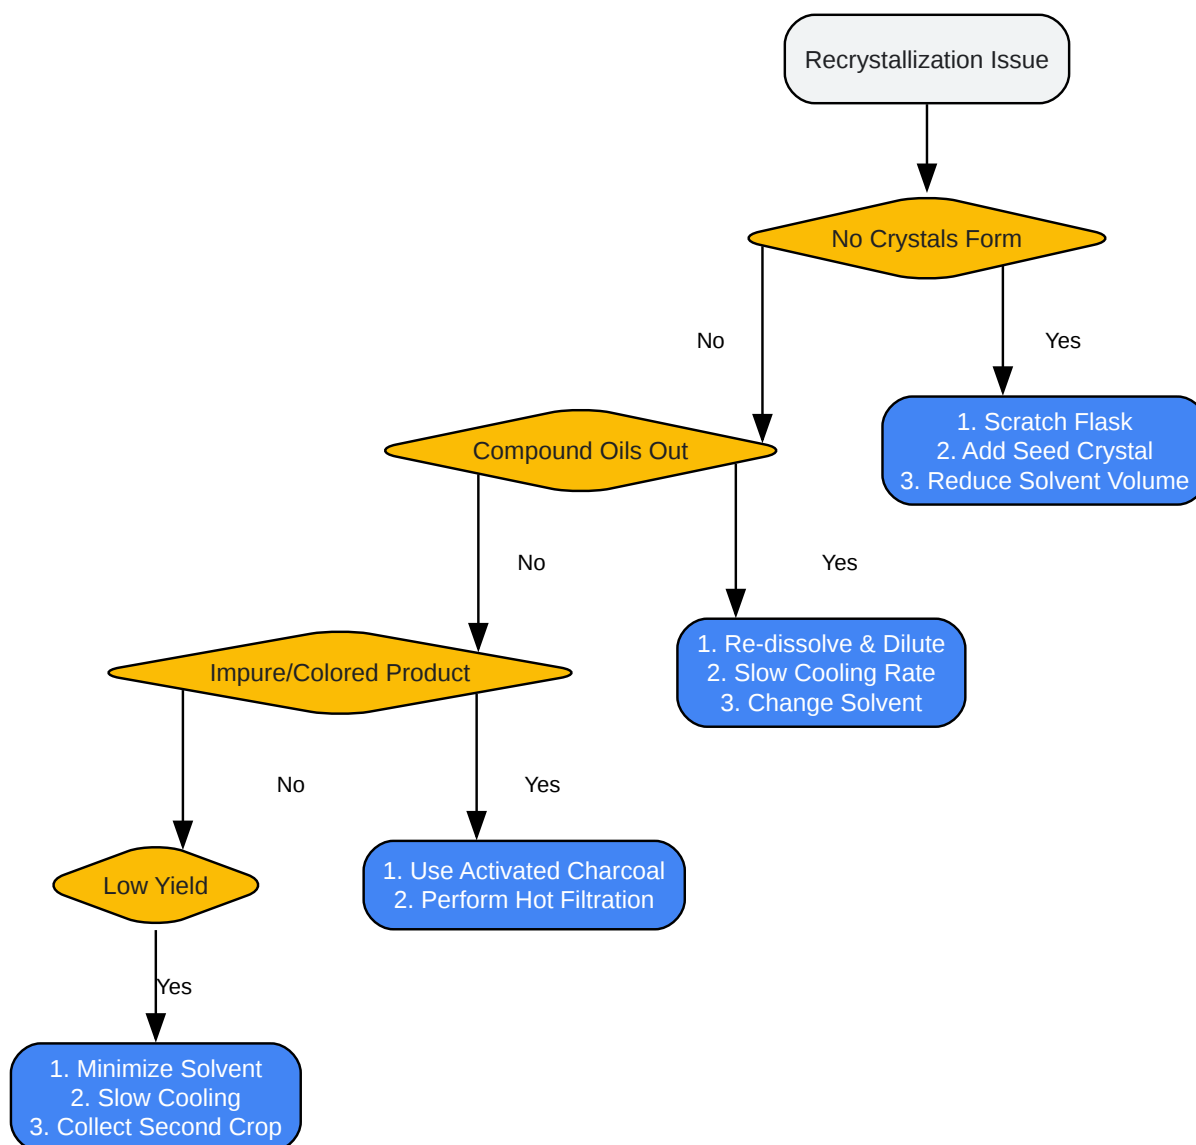 Recrystallization Issue
No Crystals Form
No
Yes
1. Scratch Flask
2. Add Seed Crystal
3. Reduce Solvent Volume
Compound Oils Out
No
Yes
1. Re-dissolve & Dilute
2. Slow Cooling Rate
3. Change Solvent
Impure/Colored Product
No
Yes
1. Use Activated Charcoal
2. Perform Hot Filtration
Low Yield
Yes
1. Minimize Solvent
2. Slow Cooling
3. Collect Second Crop